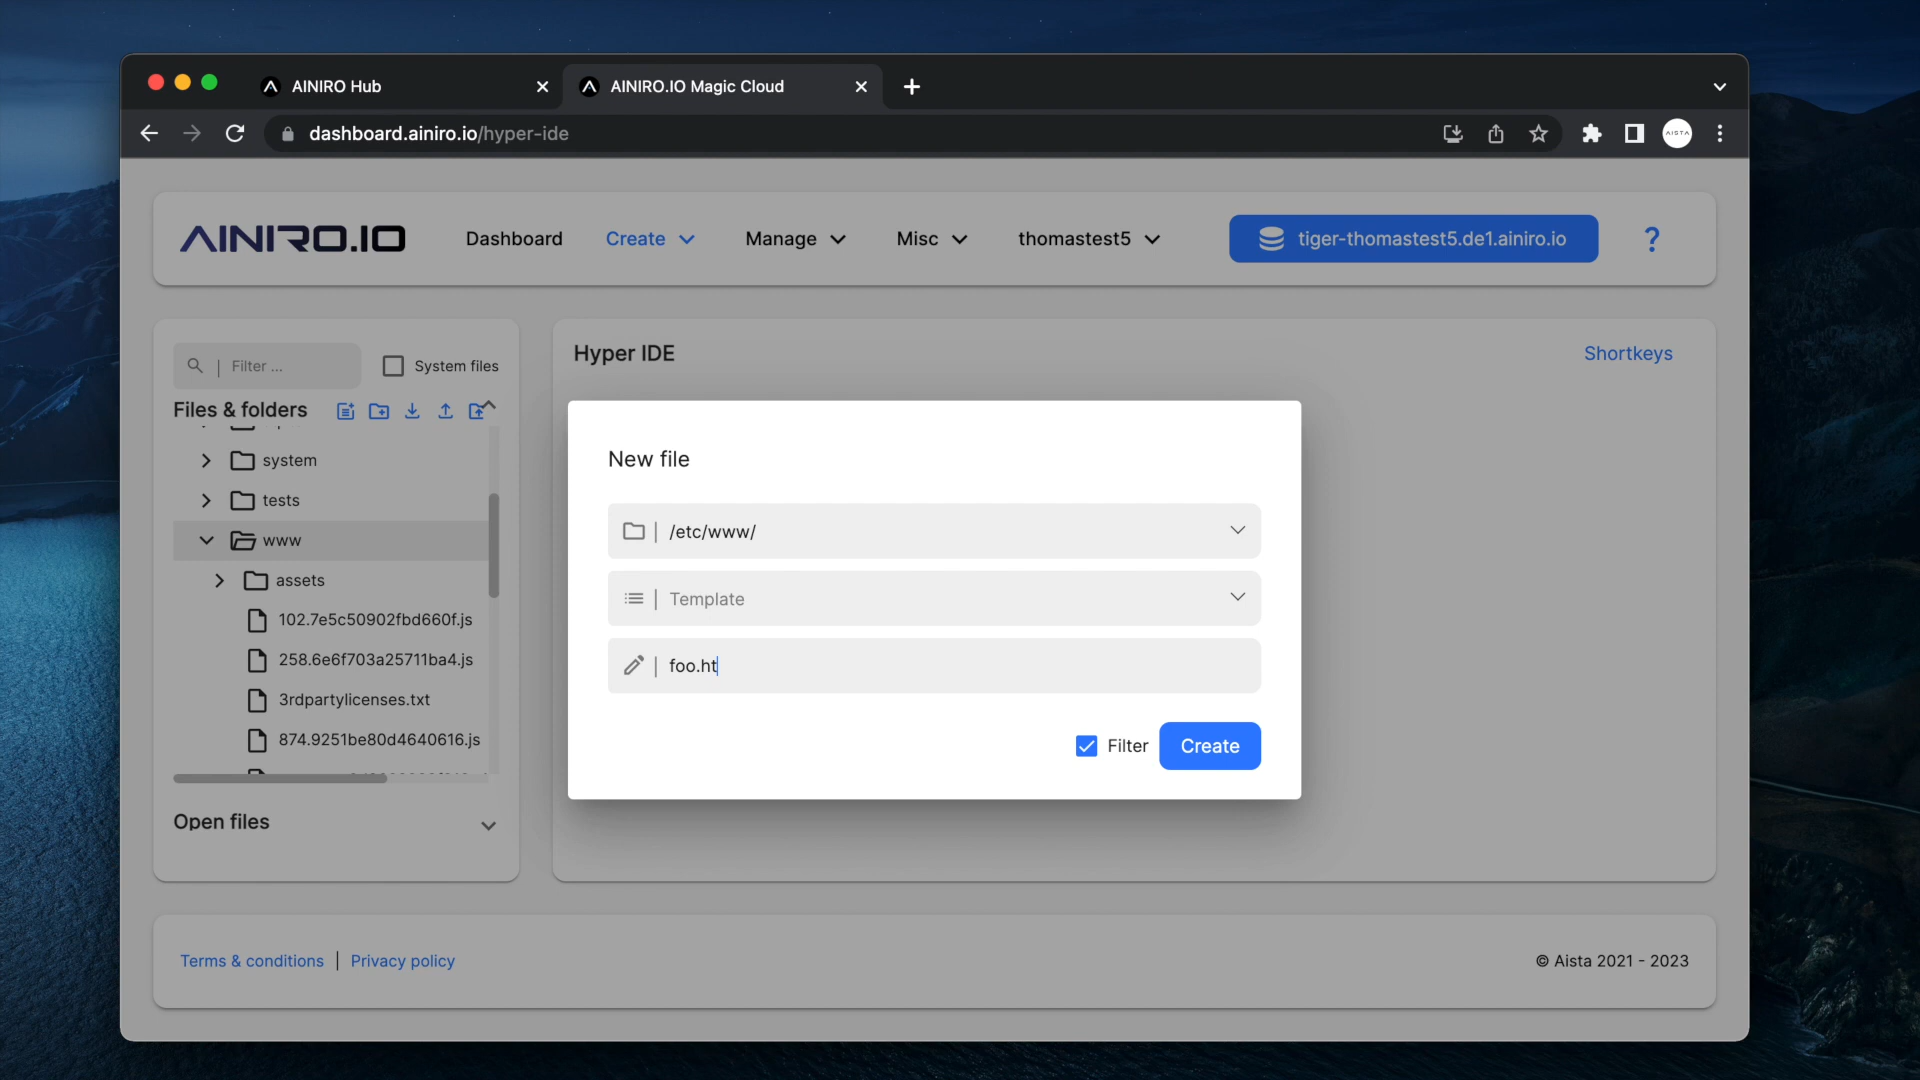 AINIRO Hub
AINIRO.IO Magic Cloud
dashboard.ainiro.io/hyper-ide
AISTA
AINIRO.IO
Dashboard
Create
Manage
Misc
thomastest5
tiger-thomastest5.de1.ainiro.io
?
Filter ...
System files
Files & folders
system
tests
www
assets
102.7e5c50902fbd660f.js
258.6e6f703a25711ba4.js
3rdpartylicenses.txt
874.9251be80d4640616.js
Open files
Hyper IDE
Shortkeys
New file
/etc/www/
Template
foo.ht
Filter
Create
Terms & conditions | Privacy policy
© Aista 2021 - 2023